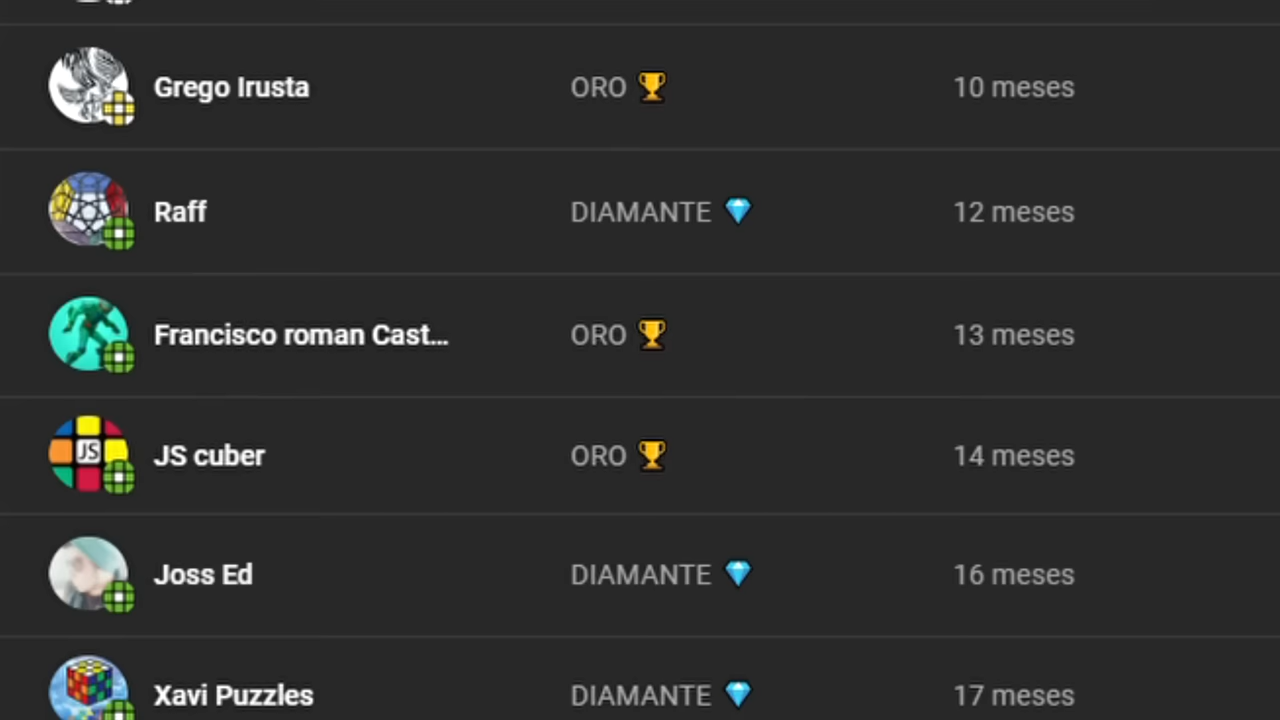 Grego Irusta ORO 🏆 10 meses
Raff DIAMANTE 💎 12 meses
Francisco roman Cast... ORO 🏆 13 meses
JS
JS cuber ORO 🏆 14 meses
Joss Ed DIAMANTE 💎 16 meses
Xavi Puzzles DIAMANTE 💎 17 meses